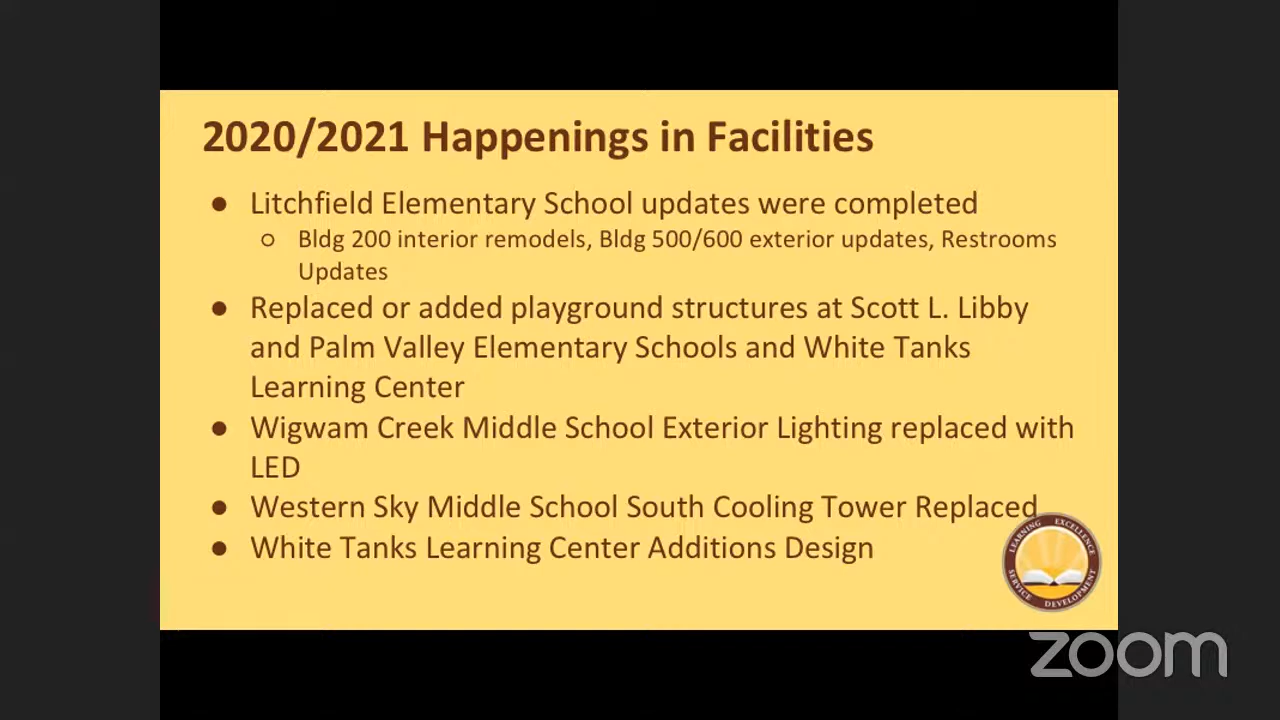 2020/2021 Happenings in Facilities
● Litchfield Elementary School updates were completed
○ Bldg 200 interior remodels, Bldg 500/600 exterior updates, Restrooms
Updates
● Replaced or added playground structures at Scott L. Libby
and Palm Valley Elementary Schools and White Tanks
Learning Center
● Wigwam Creek Middle School Exterior Lighting replaced with
LED
● Western Sky Middle School South Cooling Tower Replaced
● White Tanks Learning Center Additions Design
LEARNING EXCELLENCE
SERVICE DEVELOPMENT
zoom